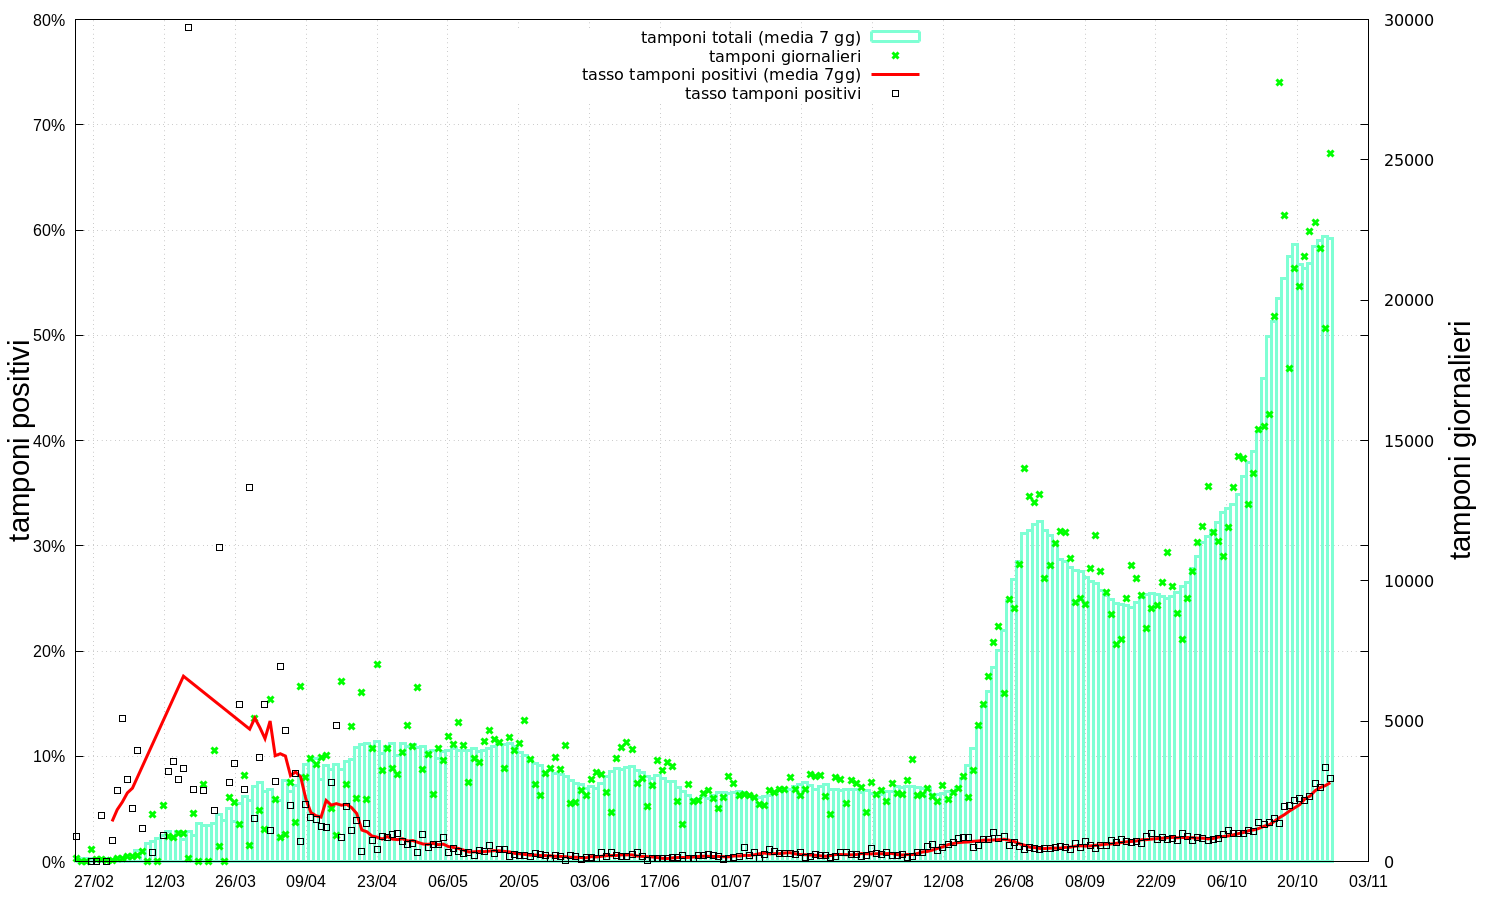 tamponi totali (media 7 gg)
tamponi giornalieri
tasso tamponi positivi (media 7gg)
tasso tamponi positivi
80%
70%
60%
50%
40%
30%
20%
10%
0%
tamponi positivi
30000
25000
20000
15000
10000
5000
0
tamponi giornalieri
27/02 12/03 26/03 09/04 23/04 06/05 20/05 03/06 17/06 01/07 15/07 29/07 12/08 26/08 08/09 22/09 06/10 20/10 03/11